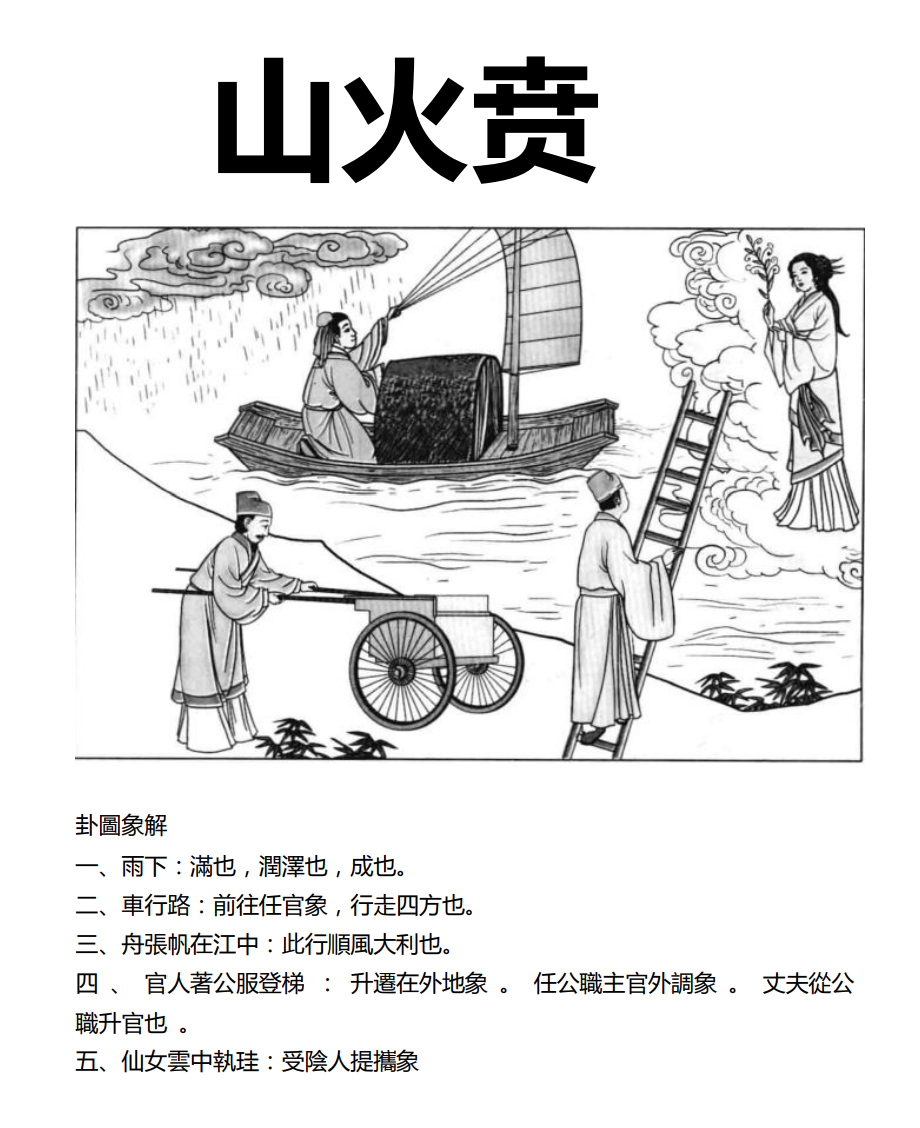 山火贲
卦圖象解
一、雨下：滿也，潤澤也，成也。
二、車行路：前往任官象，行走四方也。
三、舟張帆在江中：此行順風大利也。
四 、 官人著公服登梯 ： 升遷在外地象 。 任公職主官外調象 。 丈夫從公
職升官也 。
五、仙女雲中執珪：受陰人提攜象